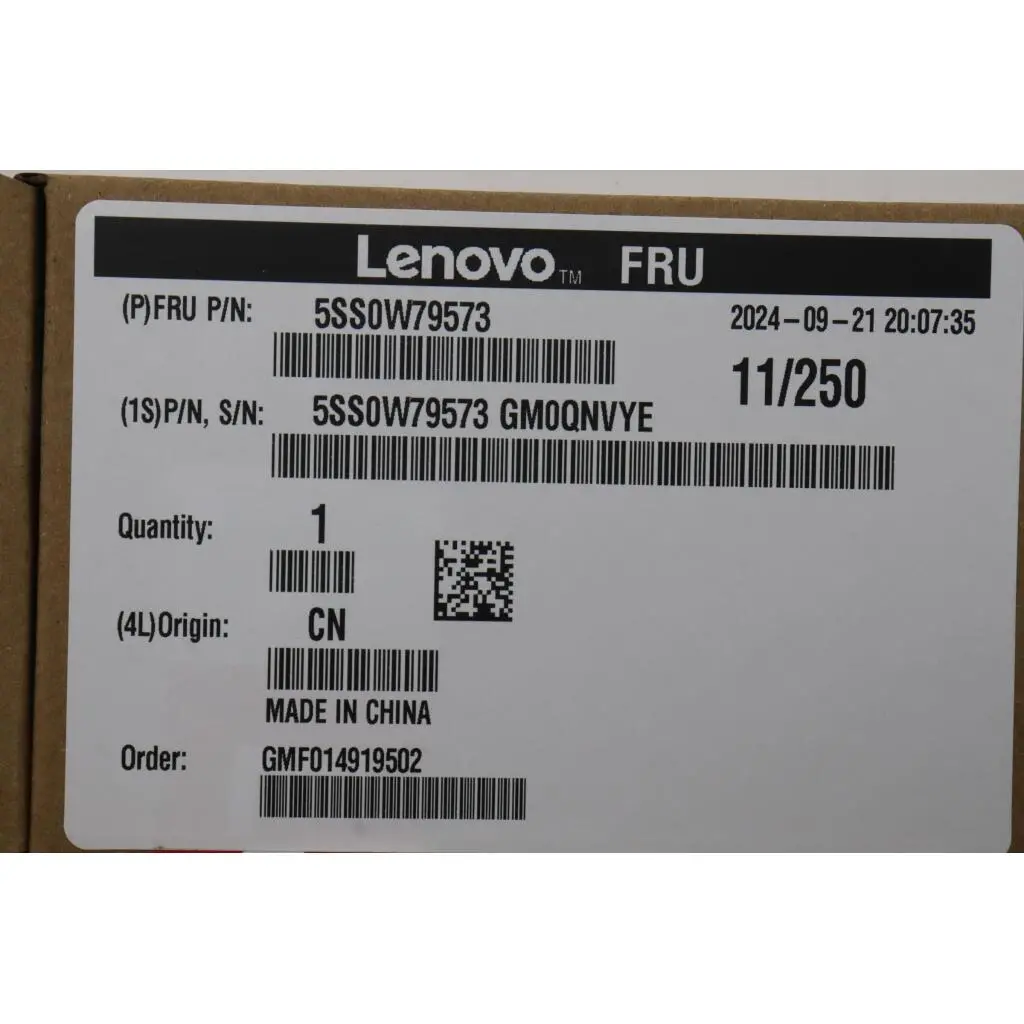 Lenovo™ FRU
(P)FRU P/N: 5SS0W79573
2024-09-21 20:07:35
11/250
(1S)P/N, S/N: 5SS0W79573 GM0QNVYE
Quantity: 1
(4L)Origin: CN
MADE IN CHINA
Order: GMF014919502